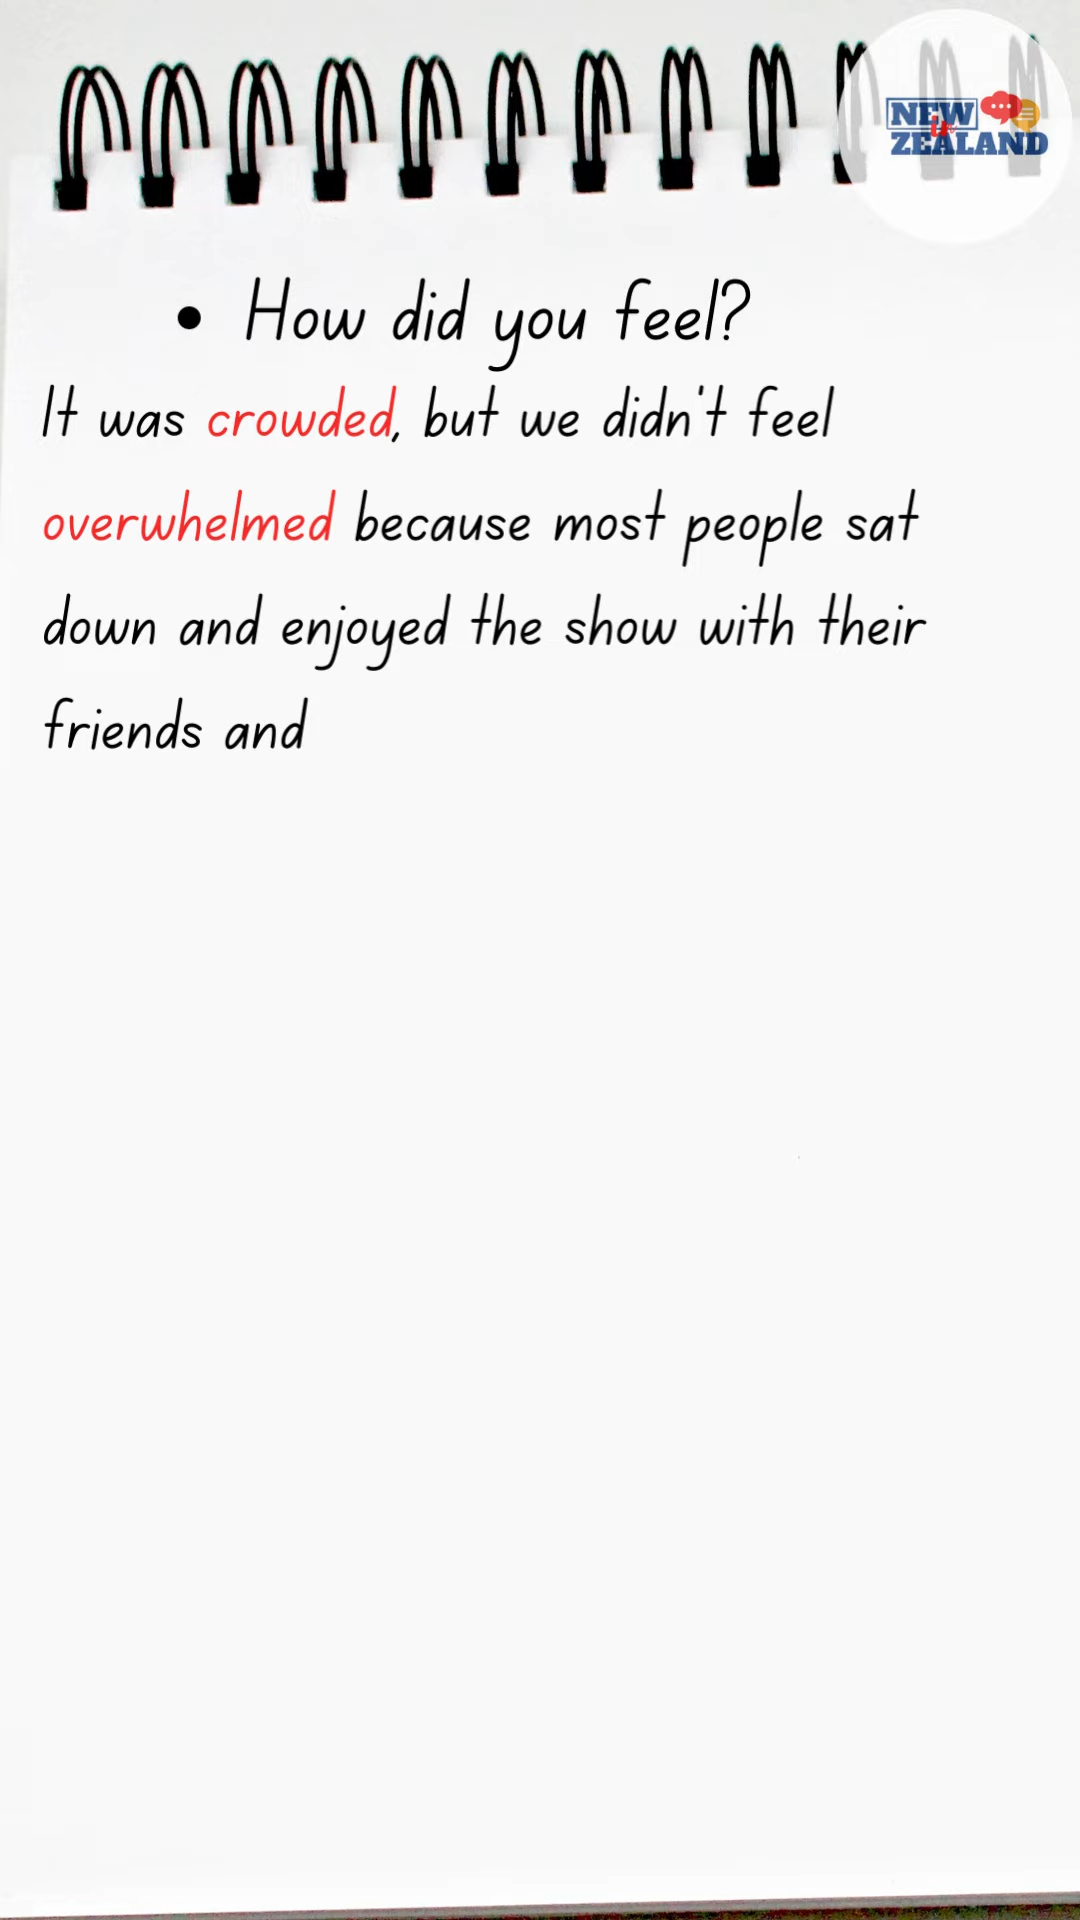 NEW
in
ZEALAND
• How did you feel?
It was crowded, but we didn't feel
overwhelmed because most people sat
down and enjoyed the show with their
friends and